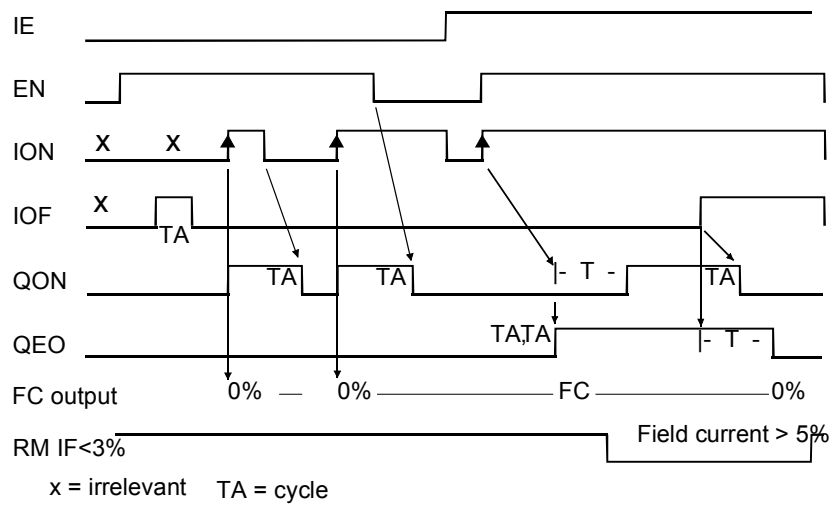 IE
EN
ION x x
IOF x
TA
QON TA TA |- T - TA
QEO TA,TA |- T -
FC output 0% 0% FC 0%
RM IF<3% Field current > 5%
x = irrelevant TA = cycle